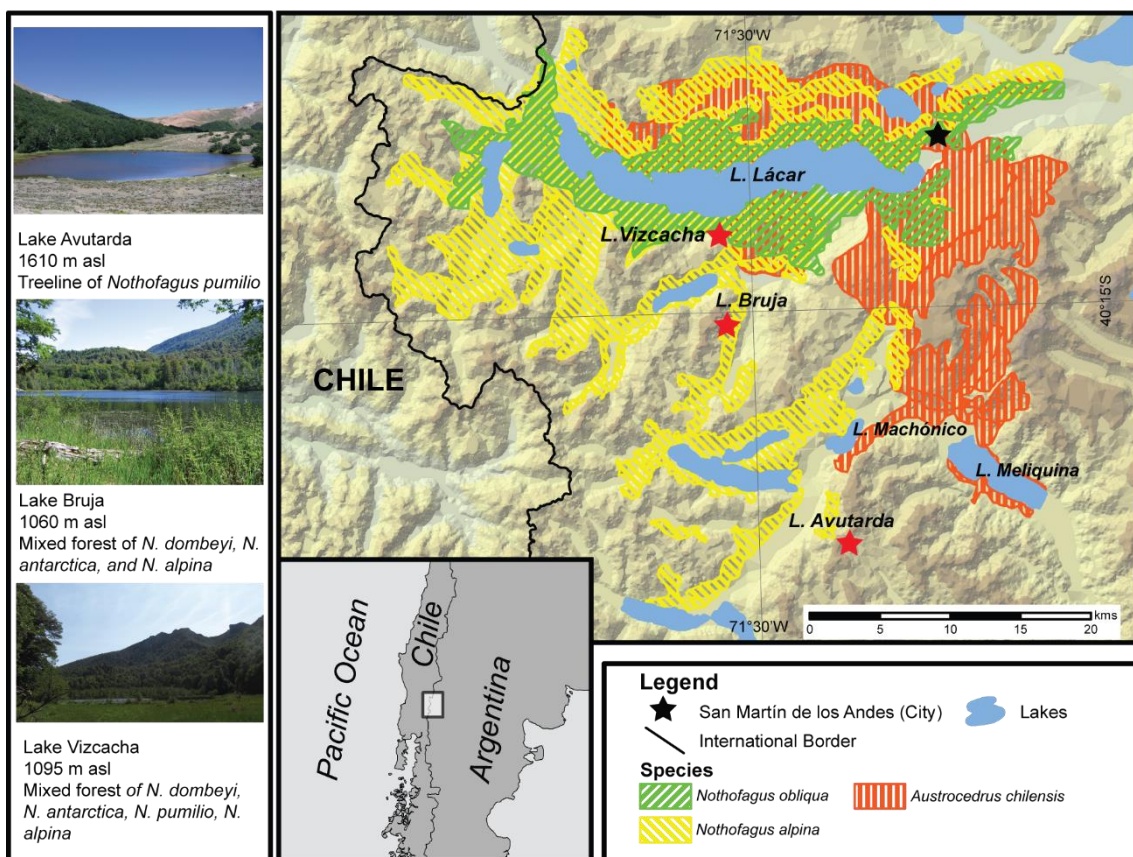 Lake Avutarda
1610 m asl
Treeline of Nothofagus pumilio
Lake Bruja
1060 m asl
Mixed forest of N. dombeyi, N.
antarctica, and N. alpina
Lake Vizcacha
1095 m asl
Mixed forest of N. dombeyi,
N. antarctica, N. pumilio, N.
alpina
71°30'W
L. Lácar
L.Vizcacha
L. Bruja
40°15'S
CHILE
L. Machónico
L. Meliquina
L. Avutarda
71°30'W
kms
0 5 10 15 20
Pacific Ocean
Chile
Argentina
Legend
San Martín de los Andes (City)
Lakes
International Border
Species
Nothofagus obliqua
Austrocedrus chilensis
Nothofagus alpina